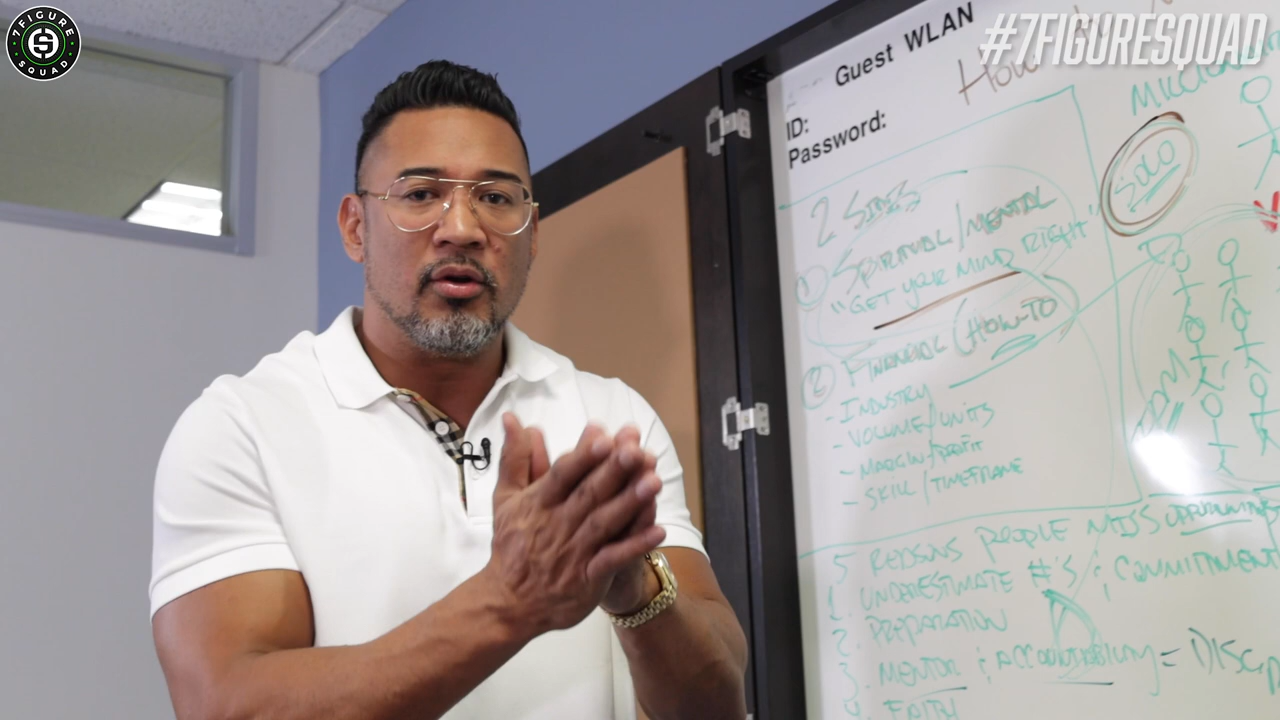 7 FIGURE
SQUAD
#7FIGURESQUAD
Guest WLAN
ID:
Password:
How
2 SIDES
① SPIRITUAL/MENTAL
"GET YOUR MIND RIGHT"
② FINANCIAL (HOW-TO
- INDUSTRY
- VOLUME/UNITS
- MARGIN/PROFIT
- SKILL/TIMEFRAME
SOLO
5 REASONS PEOPLE MISS
1. UNDERESTIMATE #'S & COMMITMENT
2. PREPARATION
3 MENTOR & ACCOUNTABILITY =
4 FAITH